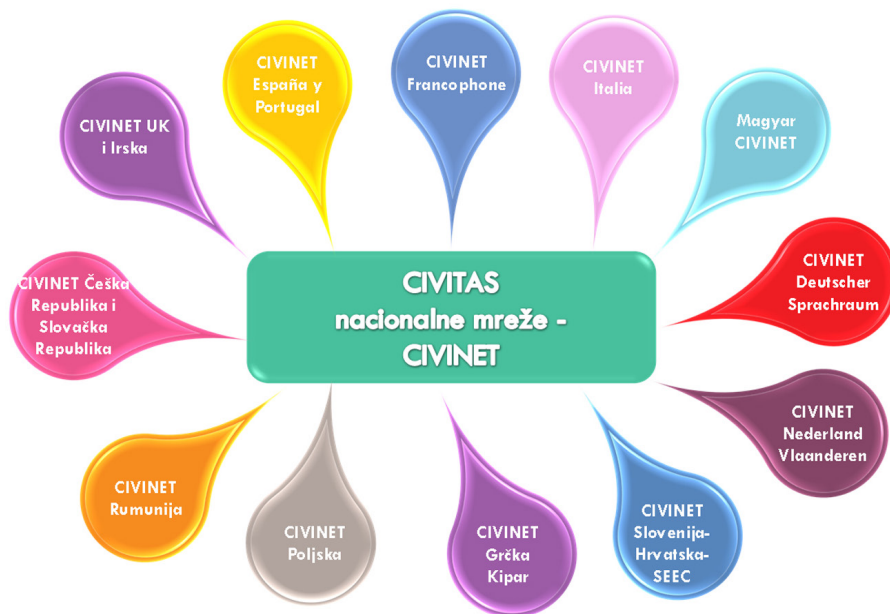 CIVINET
España y
Portugal
CIVINET
Francophone
CIVINET
Italia
CIVINET UK
i Irska
Magyar
CIVINET
CIVINET Češka
Republika i
Slovačka
Republika
CIVITAS
nacionalne mreže -
CIVINET
CIVINET
Deutscher
Sprachraum
CIVINET
Nederland
Vlaanderen
CIVINET
Rumunija
CIVINET
Poljska
CIVINET
Grčka
Kipar
CIVINET
Slovenija-
Hrvatska-
SEEC